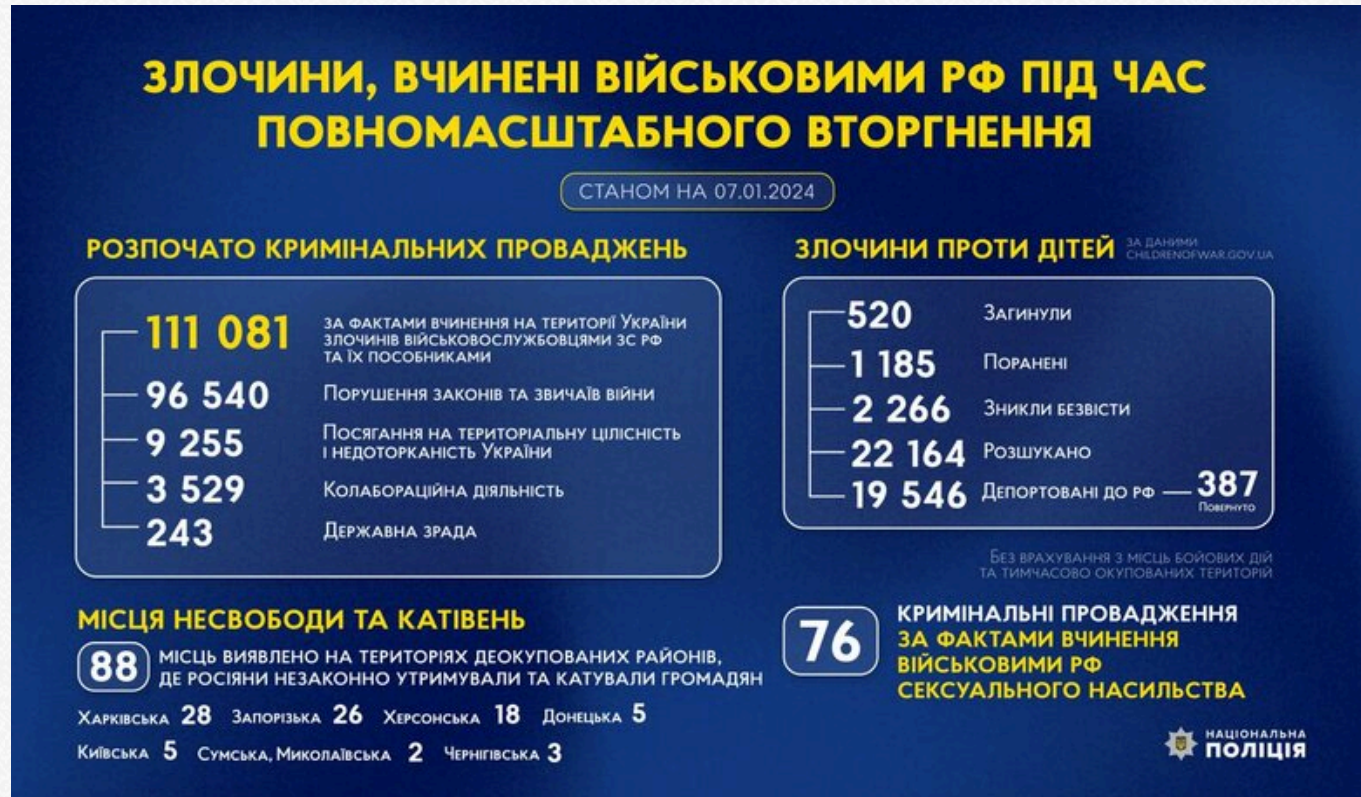 ЗЛОЧИНИ, ВЧИНЕНІ ВІЙСЬКОВИМИ РФ ПІД ЧАС
ПОВНОМАСШТАБНОГО ВТОРГНЕННЯ
СТАНОМ НА 07.01.2024
РОЗПОЧАТО КРИМІНАЛЬНИХ ПРОВАДЖЕНЬ
111 081
ЗА ФАКТАМИ ВЧИНЕННЯ НА ТЕРИТОРІЇ УКРАЇНИ
ЗЛОЧИНІВ ВІЙСЬКОВОСЛУЖБОВЦЯМИ ЗС РФ
ТА ЇХ ПОСОБНИКАМИ
96 540 ПОРУШЕННЯ ЗАКОНІВ ТА ЗВИЧАЇВ ВІЙНИ
9 255
ПОСЯГАННЯ НА ТЕРИТОРІАЛЬНУ ЦІЛІСНІСТЬ
І НЕДОТОРКАНІСТЬ УКРАЇНИ
3 529 КОЛАБОРАЦІЙНА ДІЯЛЬНІСТЬ
243 ДЕРЖАВНА ЗРАДА
ЗЛОЧИНИ ПРОТИ ДІТЕЙ
ЗА ДАНИМИ
CHILDRENOFWAR.GOV.UA
520 ЗАГИНУЛИ
1 185 ПОРАНЕНІ
2 266 ЗНИКЛИ БЕЗВІСТИ
22 164 РОЗШУКАНО
19 546 ДЕПОРТОВАНІ ДО РФ 387
ПОВЕРНУТО
БЕЗ ВРАХУВАННЯ З МІСЦЬ БОЙОВИХ ДІЙ
ТА ТИМЧАСОВО ОКУПОВАНИХ ТЕРИТОРІЙ
МІСЦЯ НЕСВОБОДИ ТА КАТІВЕНЬ
88
МІСЦЬ ВИЯВЛЕНО НА ТЕРИТОРІЯХ ДЕОКУПОВАНИХ РАЙОНІВ,
ДЕ РОСІЯНИ НЕЗАКОННО УТРИМУВАЛИ ТА КАТУВАЛИ ГРОМАДЯН
ХАРКІВСЬКА 28 ЗАПОРІЗЬКА 26 ХЕРСОНСЬКА 18 ДОНЕЦЬКА 5
КИЇВСЬКА 5 СУМСЬКА, МИКОЛАЇВСЬКА 2 ЧЕРНІГІВСЬКА 3
76
КРИМІНАЛЬНІ ПРОВАДЖЕННЯ
ЗА ФАКТАМИ ВЧИНЕННЯ
ВІЙСЬКОВИМИ РФ
СЕКСУАЛЬНОГО НАСИЛЬСТВА
НАЦІОНАЛЬНА
ПОЛІЦІЯ